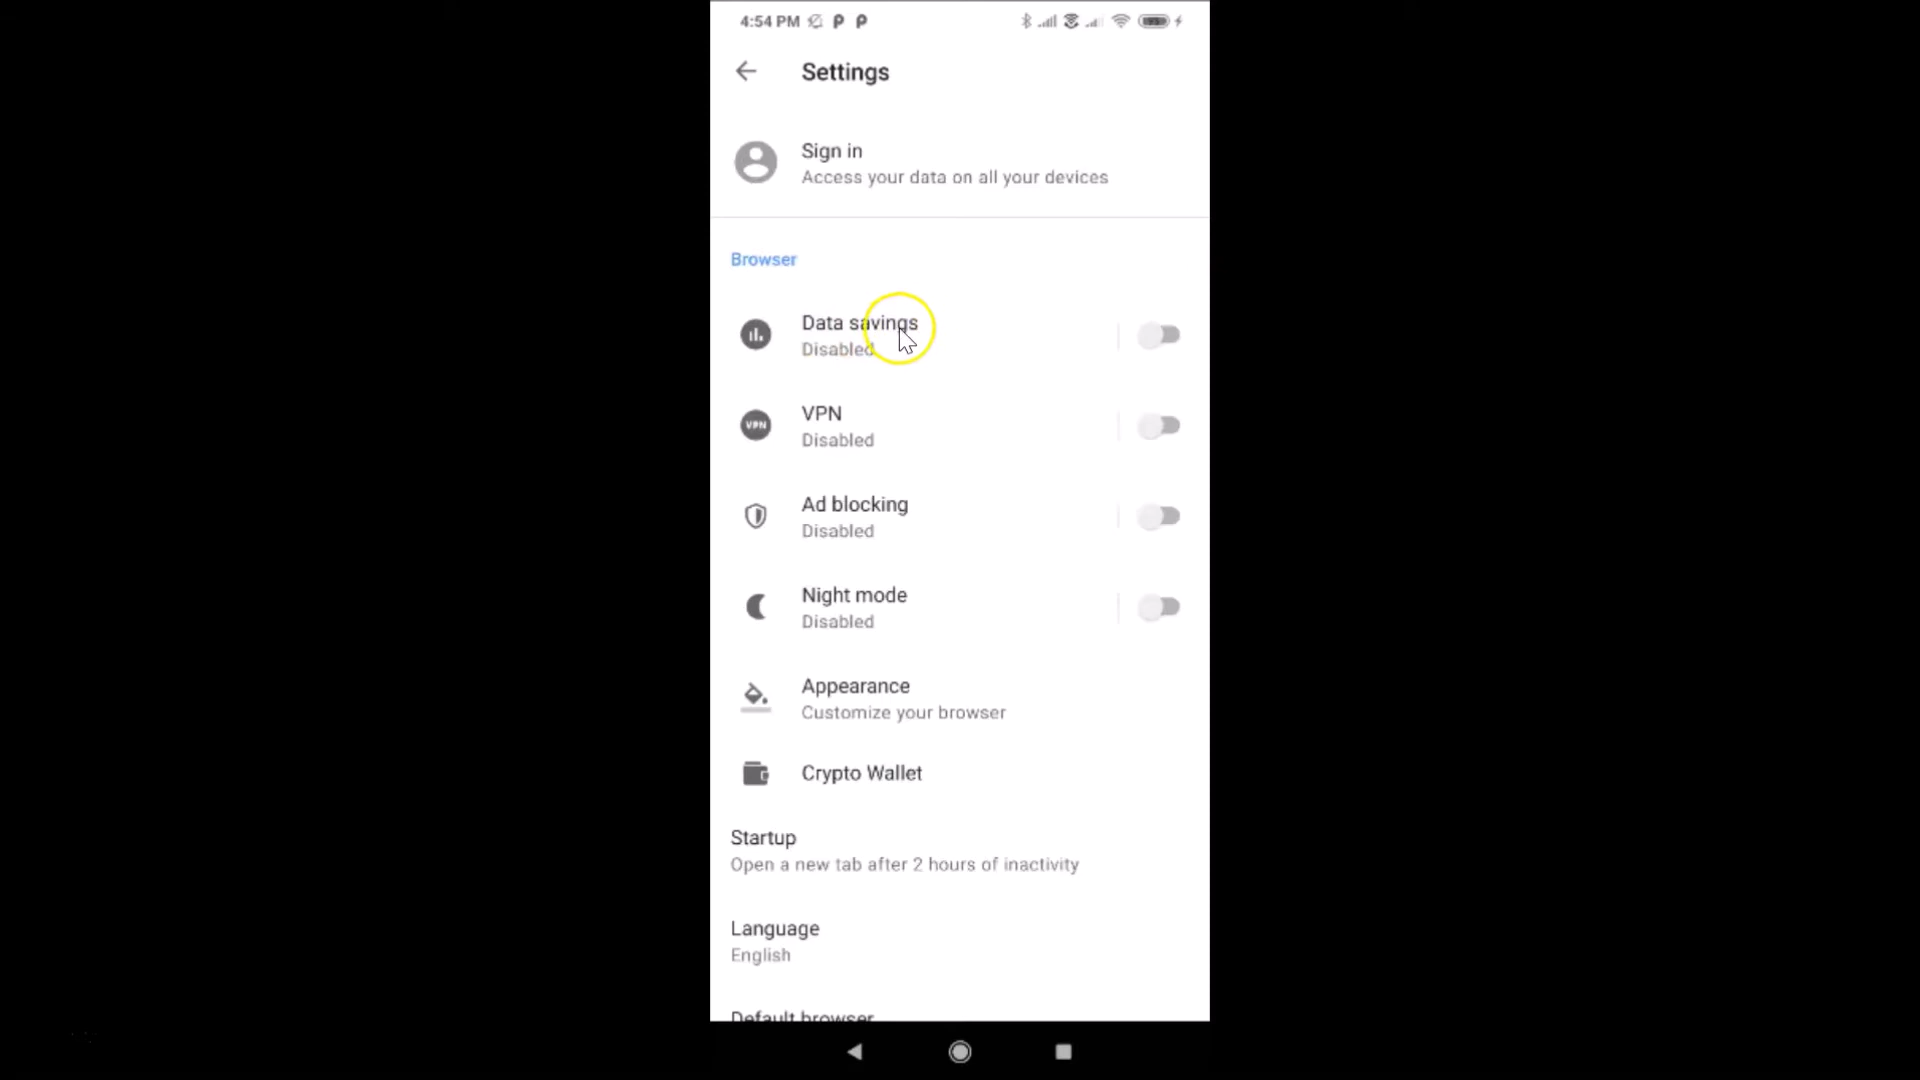 4:54 PM
Settings
Sign in
Access your data on all your devices
Browser
Data savings
Disabled
VPN
VPN
Disabled
Ad blocking
Disabled
Night mode
Disabled
Appearance
Customize your browser
Crypto Wallet
Startup
Open a new tab after 2 hours of inactivity
Language
English
Default browser